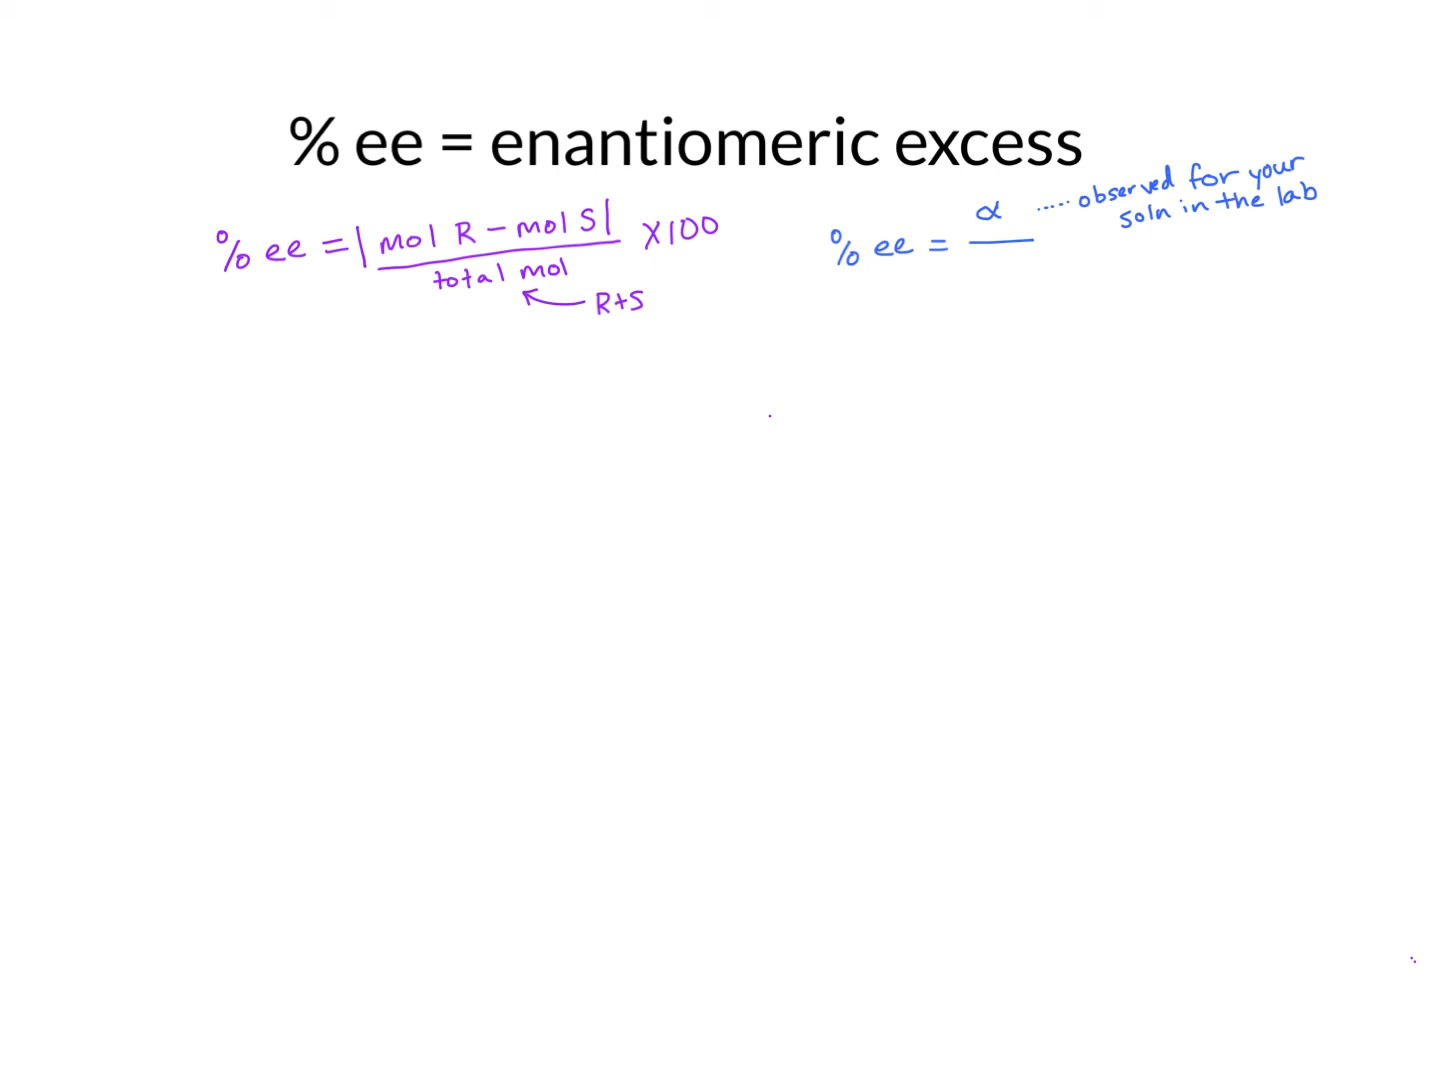 % ee = enantiomeric excess
% ee = |mol R - mol S| x100
total mol
R+S
% ee = α ..... observed for your
soln in the lab